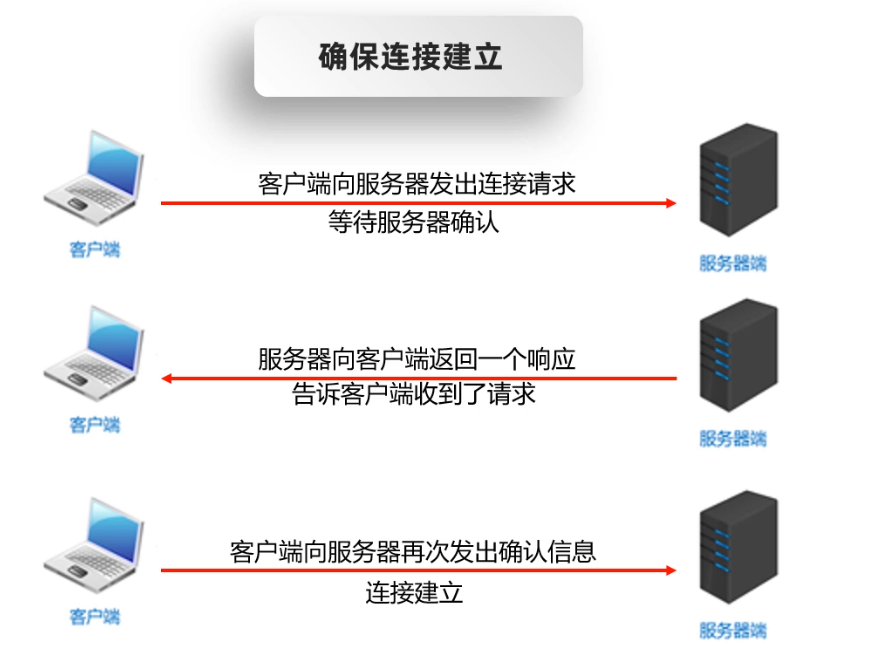 确保连接建立
客户端向服务器发出连接请求
等待服务器确认
客户端
服务器端
服务器向客户端返回一个响应
告诉客户端收到了请求
客户端
服务器端
客户端向服务器再次发出确认信息
连接建立
客户端
服务器端